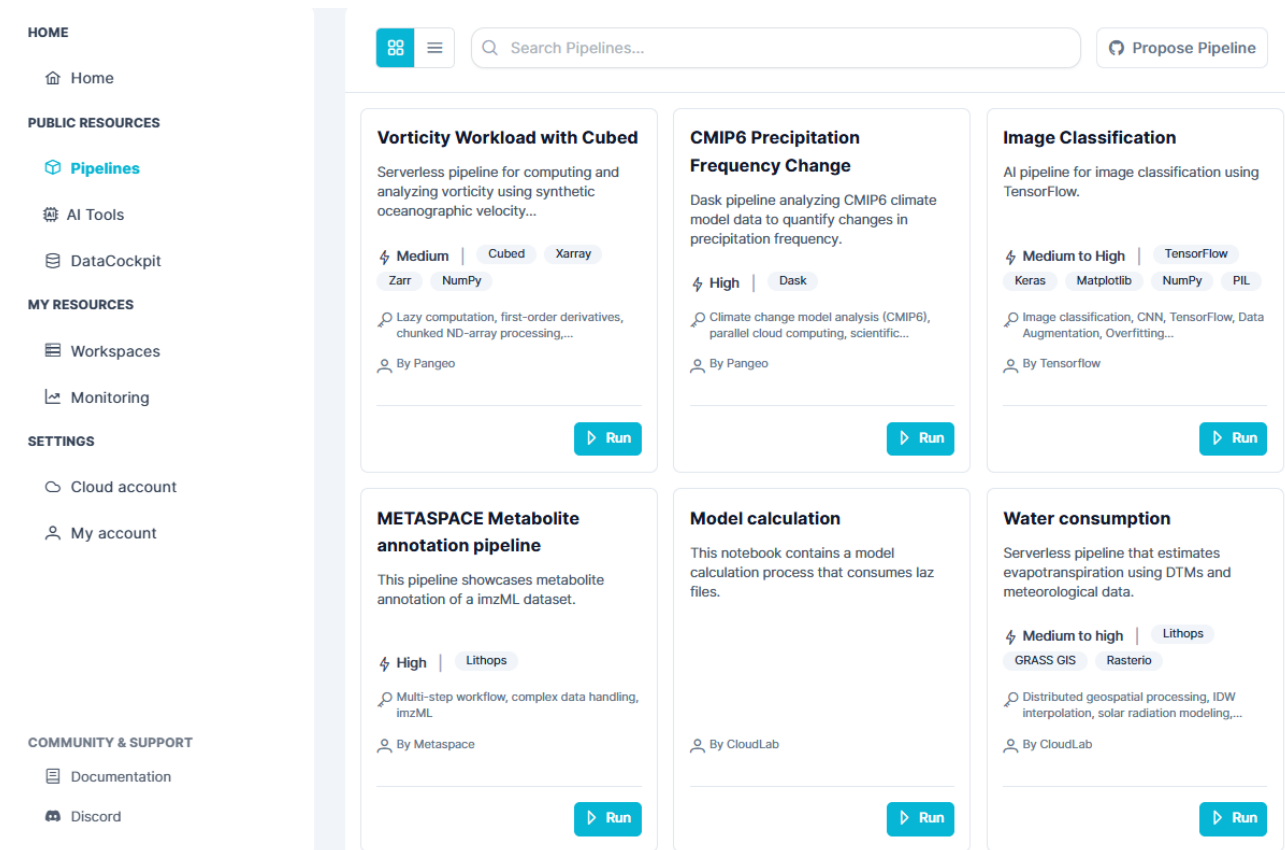 HOME
Home
PUBLIC RESOURCES
Pipelines
AI Tools
DataCockpit
MY RESOURCES
Workspaces
Monitoring
SETTINGS
Cloud account
My account
COMMUNITY & SUPPORT
Documentation
Discord
Search Pipelines...
Propose Pipeline
Vorticity Workload with Cubed
Serverless pipeline for computing and
analyzing vorticity using synthetic
oceanographic velocity...
Medium | Cubed Xarray
Zarr NumPy
Lazy computation, first-order derivatives,
chunked ND-array processing,...
By Pangeo
Run
CMIP6 Precipitation
Frequency Change
Dask pipeline analyzing CMIP6 climate
model data to quantify changes in
precipitation frequency.
High | Dask
Climate change model analysis (CMIP6),
parallel cloud computing, scientific...
By Pangeo
Run
Image Classification
AI pipeline for image classification using
TensorFlow.
Medium to High | TensorFlow
Keras Matplotlib NumPy PIL
Image classification, CNN, TensorFlow, Data
Augmentation, Overfitting...
By Tensorflow
Run
METASPACE Metabolite
annotation pipeline
This pipeline showcases metabolite
annotation of a imzML dataset.
High | Lithops
Multi-step workflow, complex data handling,
imzML
By Metaspace
Run
Model calculation
This notebook contains a model
calculation process that consumes laz
files.
By CloudLab
Run
Water consumption
Serverless pipeline that estimates
evapotranspiration using DTMs and
meteorological data.
Medium to high | Lithops
GRASS GIS Rasterio
Distributed geospatial processing, IDW
interpolation, solar radiation modeling,...
By CloudLab
Run